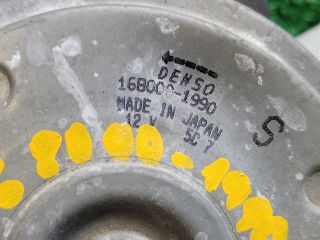 DENSO
168000-1990
MADE IN JAPAN
12 V 5C 7
S